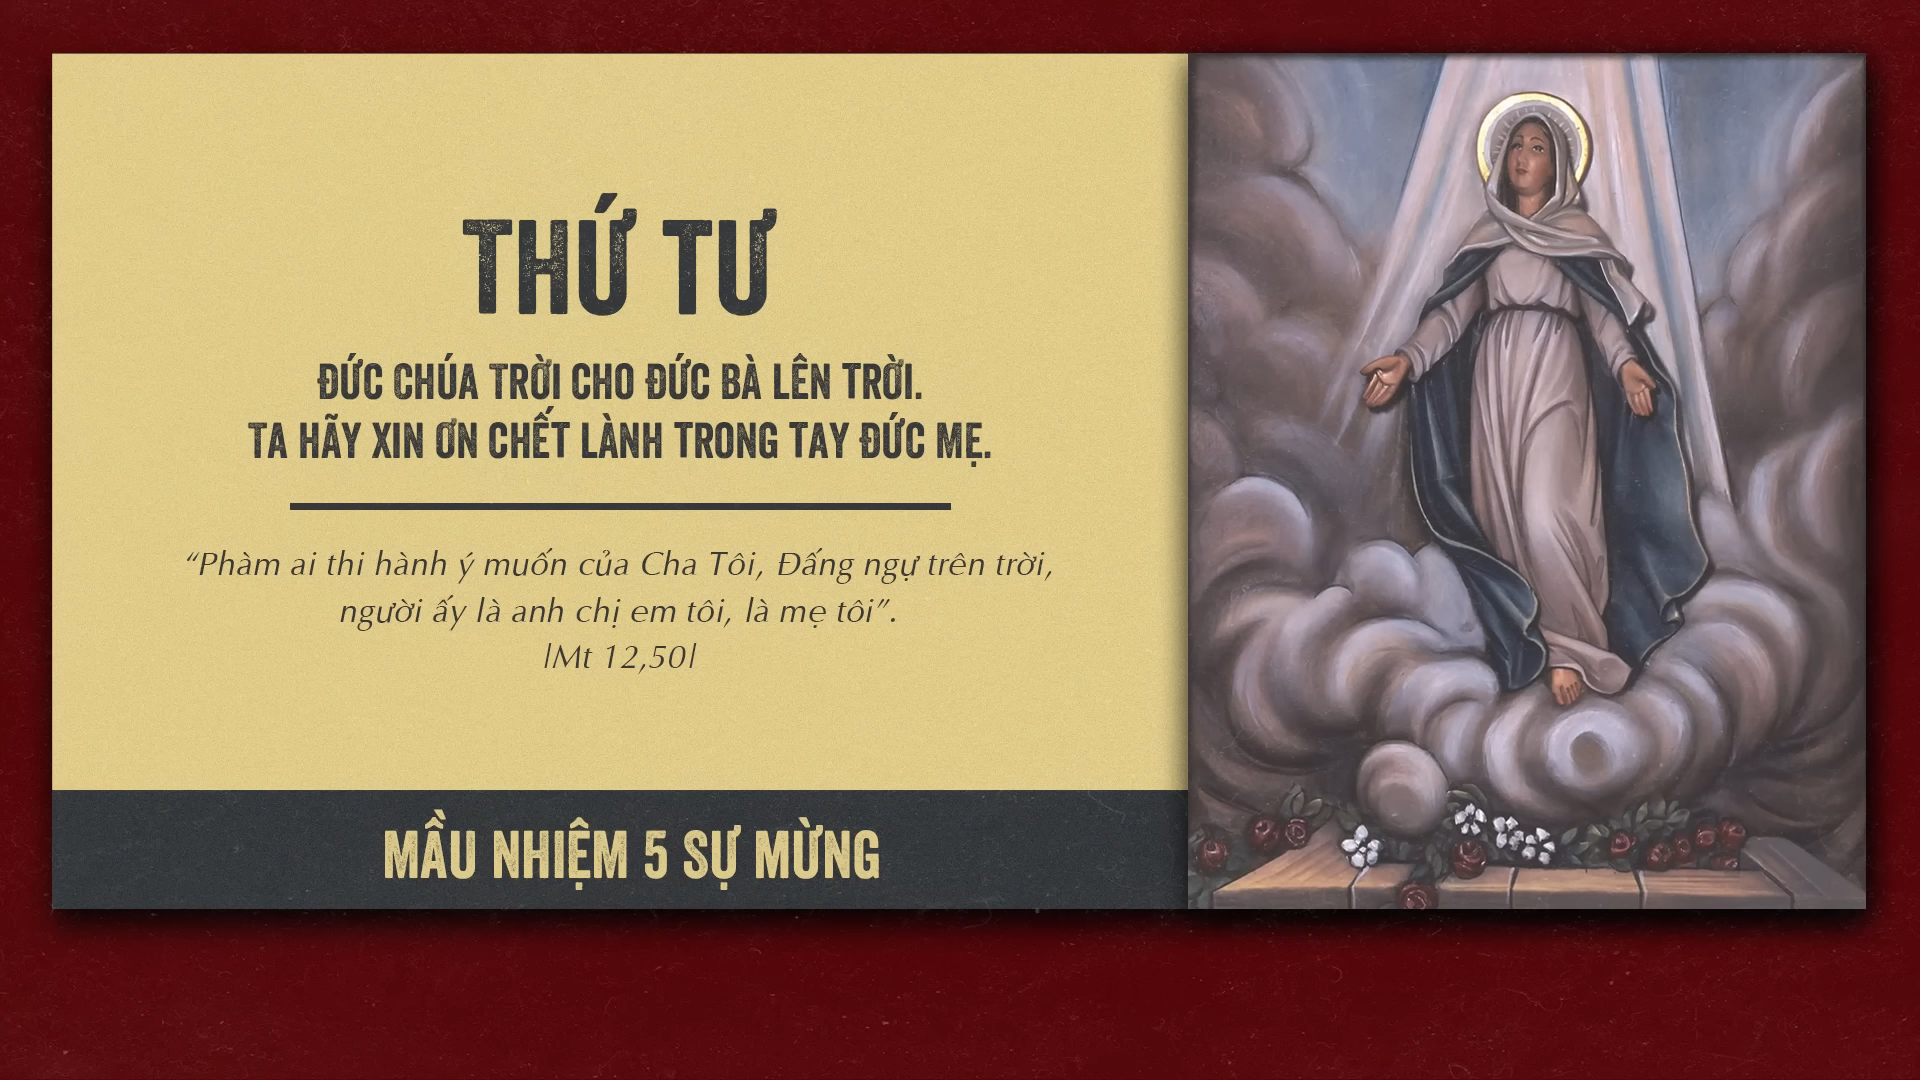 THỨ TƯ
ĐỨC CHÚA TRỜI CHO ĐỨC BÀ LÊN TRỜI.
TA HÃY XIN ƠN CHẾT LÀNH TRONG TAY ĐỨC MẸ.
“Phàm ai thi hành ý muốn của Cha Tôi, Đấng ngự trên trời,
người ấy là anh chị em tôi, là mẹ tôi”.
|Mt 12,50|
MẦU NHIỆM 5 SỰ MỪNG